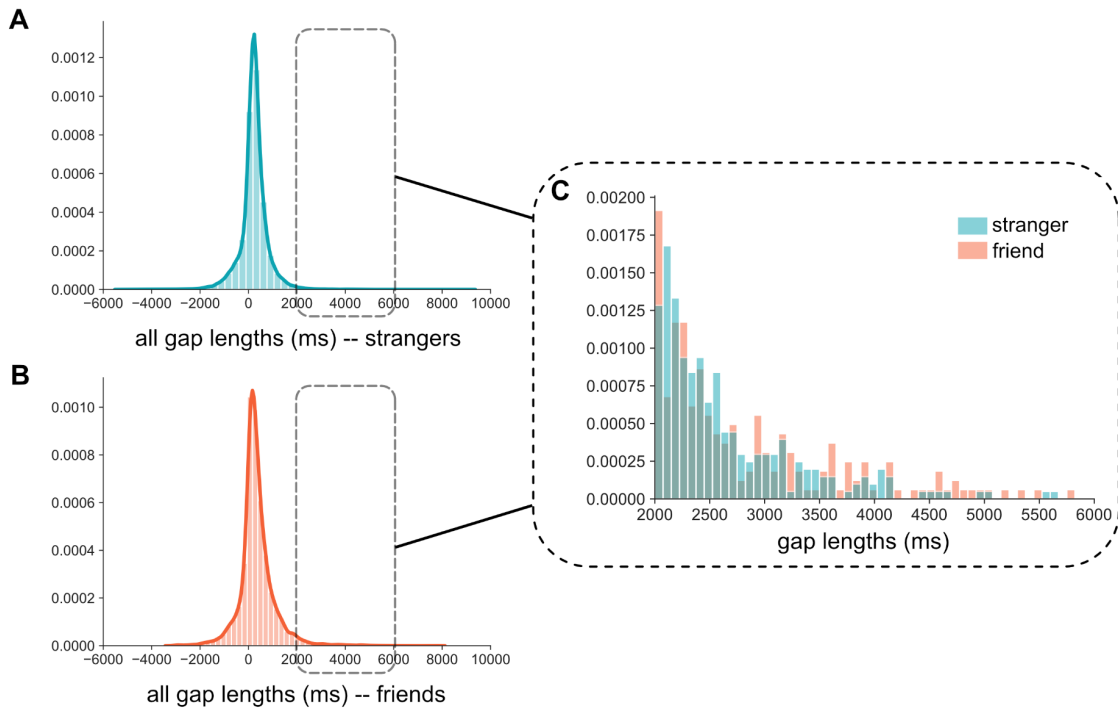 A
0.0012
0.0010
0.0008
0.0006
0.0004
0.0002
0.0000
−6000 −4000 −2000 0 2000 4000 6000 8000 10000
all gap lengths (ms) -- strangers
B
0.0010
0.0008
0.0006
0.0004
0.0002
0.0000
−6000 −4000 −2000 0 2000 4000 6000 8000 10000
all gap lengths (ms) -- friends
C
0.00200
0.00175
0.00150
0.00125
0.00100
0.00075
0.00050
0.00025
0.00000
2000 2500 3000 3500 4000 4500 5000 5500 6000
gap lengths (ms)
stranger
friend